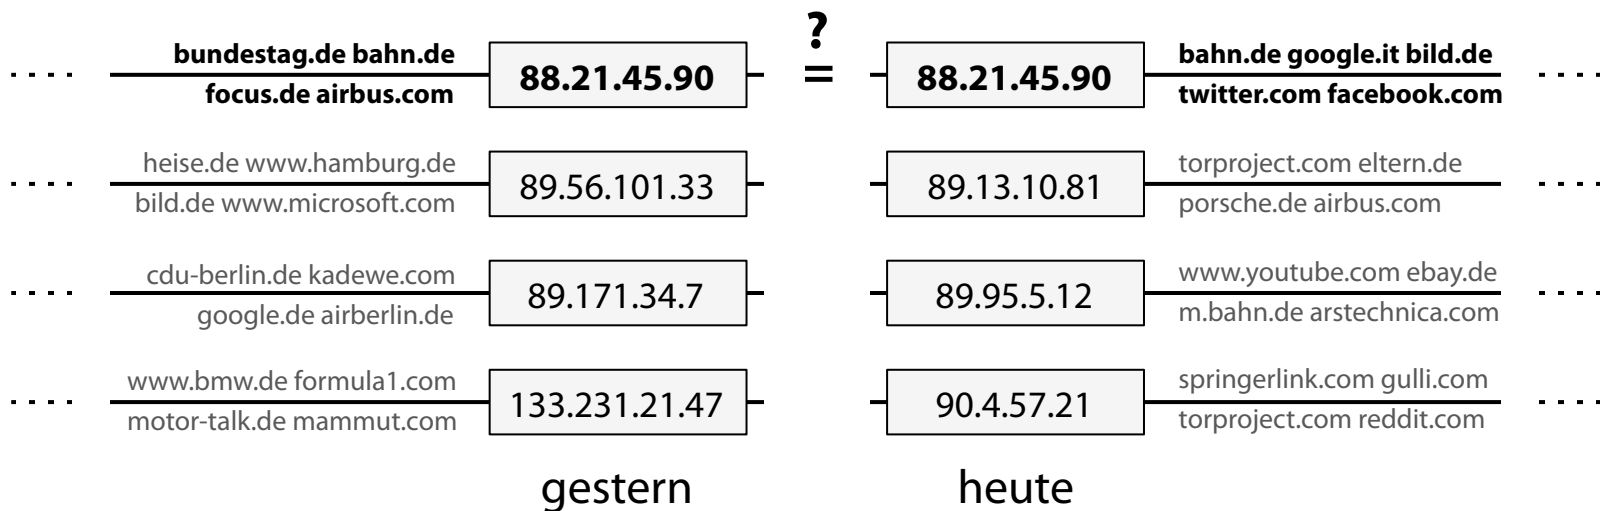 ?
bundestag.de bahn.de
focus.de airbus.com
88.21.45.90
=
88.21.45.90
bahn.de google.it bild.de
twitter.com facebook.com
heise.de www.hamburg.de
bild.de www.microsoft.com
89.56.101.33
89.13.10.81
torproject.com eltern.de
porsche.de airbus.com
cdu-berlin.de kadewe.com
google.de airberlin.de
89.171.34.7
89.95.5.12
www.youtube.com ebay.de
m.bahn.de arstechnica.com
www.bmw.de formula1.com
motor-talk.de mammut.com
133.231.21.47
90.4.57.21
springerlink.com gulli.com
torproject.com reddit.com
gestern
heute